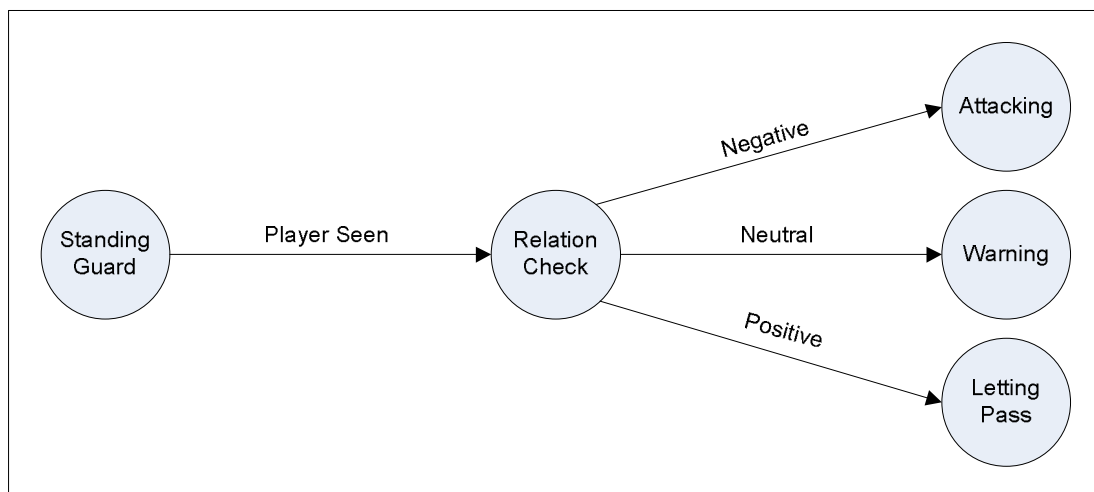 Standing
Guard
Player Seen
Relation
Check
Negative
Attacking
Neutral
Warning
Positive
Letting
Pass